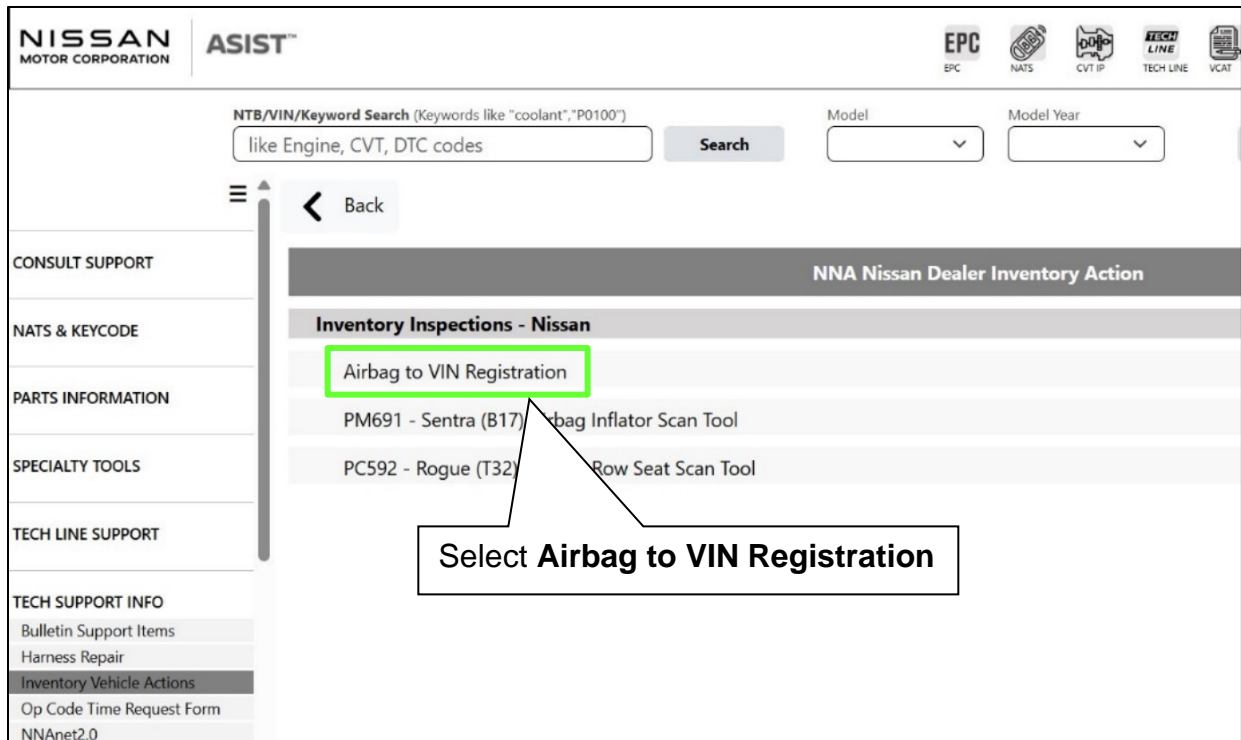 NISSAN
MOTOR CORPORATION
ASIST™
EPC
EPC
NATS
CVT IP
TECH
LINE
TECH LINE
VCAT
NTB/VIN/Keyword Search (Keywords like "coolant","P0100")
like Engine, CVT, DTC codes
Search
Model
Model Year
Back
CONSULT SUPPORT
NATS & KEYCODE
PARTS INFORMATION
SPECIALTY TOOLS
TECH LINE SUPPORT
TECH SUPPORT INFO
Bulletin Support Items
Harness Repair
Inventory Vehicle Actions
Op Code Time Request Form
NNAnet2.0
NNA Nissan Dealer Inventory Action
Inventory Inspections - Nissan
Airbag to VIN Registration
PM691 - Sentra (B17) Airbag Inflator Scan Tool
PC592 - Rogue (T32) Row Seat Scan Tool
Select Airbag to VIN Registration